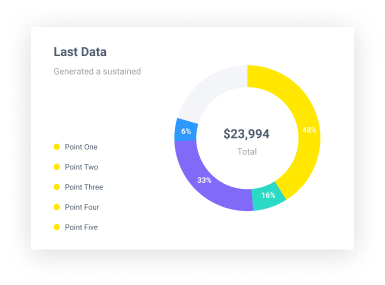 Last Data
Generated a sustained
Point One
Point Two
Point Three
Point Four
Point Five
48%
6%
$23,994
Total
33%
16%